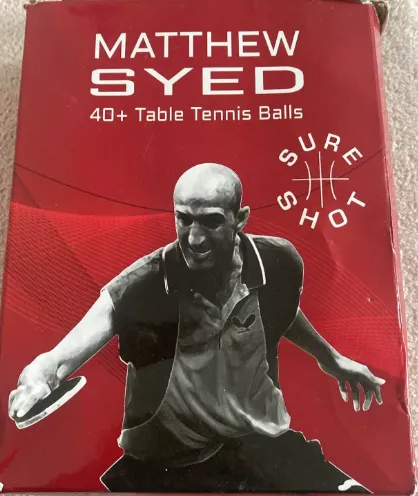 MATTHEW
SYED
40+ Table Tennis Balls
SURE
SHOT